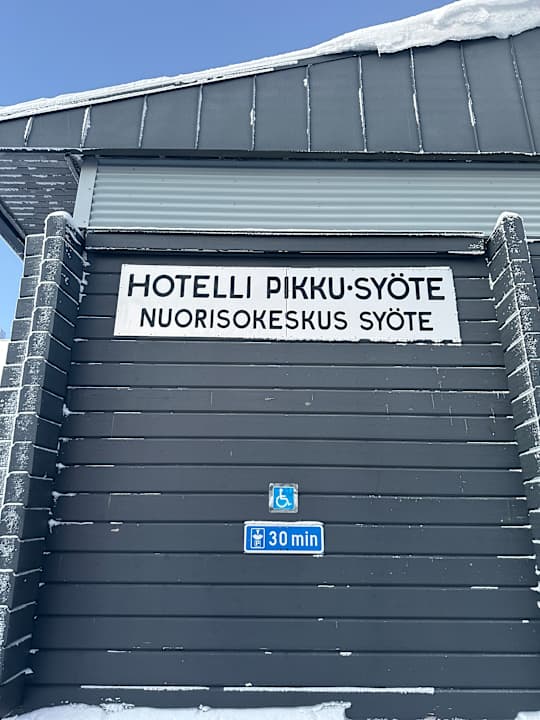 HOTELLI PIKKU-SYÖTE
NUORISOKESKUS SYÖTE
30 min